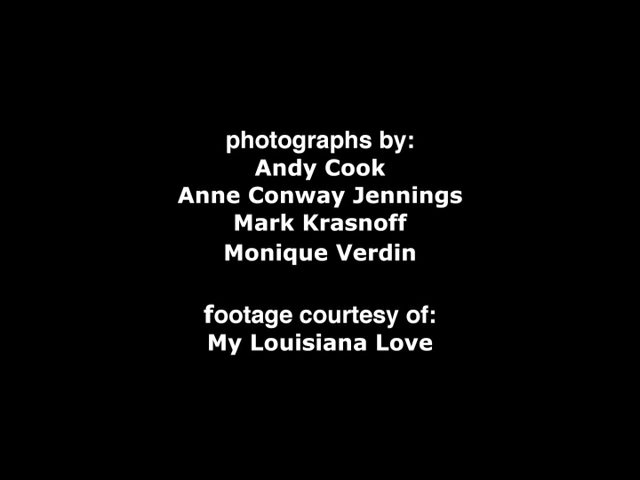 photographs by:
Andy Cook
Anne Conway Jennings
Mark Krasnoff
Monique Verdin
footage courtesy of:
My Louisiana Love